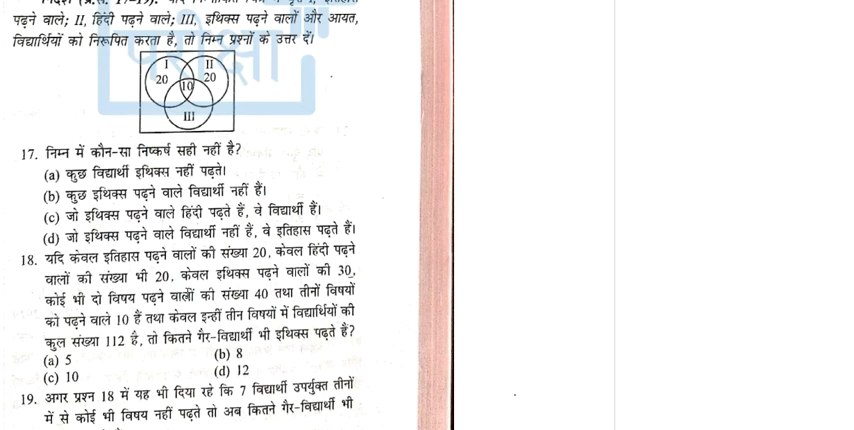 पढ़ने वाले; II, हिंदी पढ़ने वाले; III, इथिक्स पढ़ने वालों और आयत,
विद्यार्थियों को निरूपित करता है, तो निम्न प्रश्नों के उत्तर दें।
परीक्षा
I II
20 10 20
III
17. निम्न में कौन-सा निष्कर्ष सही नहीं है?
(a) कुछ विद्यार्थी इथिक्स नहीं पढ़ते।
(b) कुछ इथिक्स पढ़ने वाले विद्यार्थी नहीं हैं।
(c) जो इथिक्स पढ़ने वाले हिंदी पढ़ते हैं, वे विद्यार्थी हैं।
(d) जो इथिक्स पढ़ने वाले विद्यार्थी नहीं हैं, वे इतिहास पढ़ते हैं।
18. यदि केवल इतिहास पढ़ने वालों की संख्या 20, केवल हिंदी पढ़ने
वालों की संख्या भी 20, केवल इथिक्स पढ़ने वालों की 30,
कोई भी दो विषय पढ़ने वालों की संख्या 40 तथा तीनों विषयों
को पढ़ने वाले 10 हैं तथा केवल इन्हीं तीन विषयों में विद्यार्थियों की
कुल संख्या 112 है, तो कितने गैर-विद्यार्थी भी इथिक्स पढ़ते हैं?
(a) 5 (b) 8
(c) 10 (d) 12
19. अगर प्रश्न 18 में यह भी दिया रहे कि 7 विद्यार्थी उपर्युक्त तीनों
में से कोई भी विषय नहीं पढ़ते तो अब कितने गैर-विद्यार्थी भी